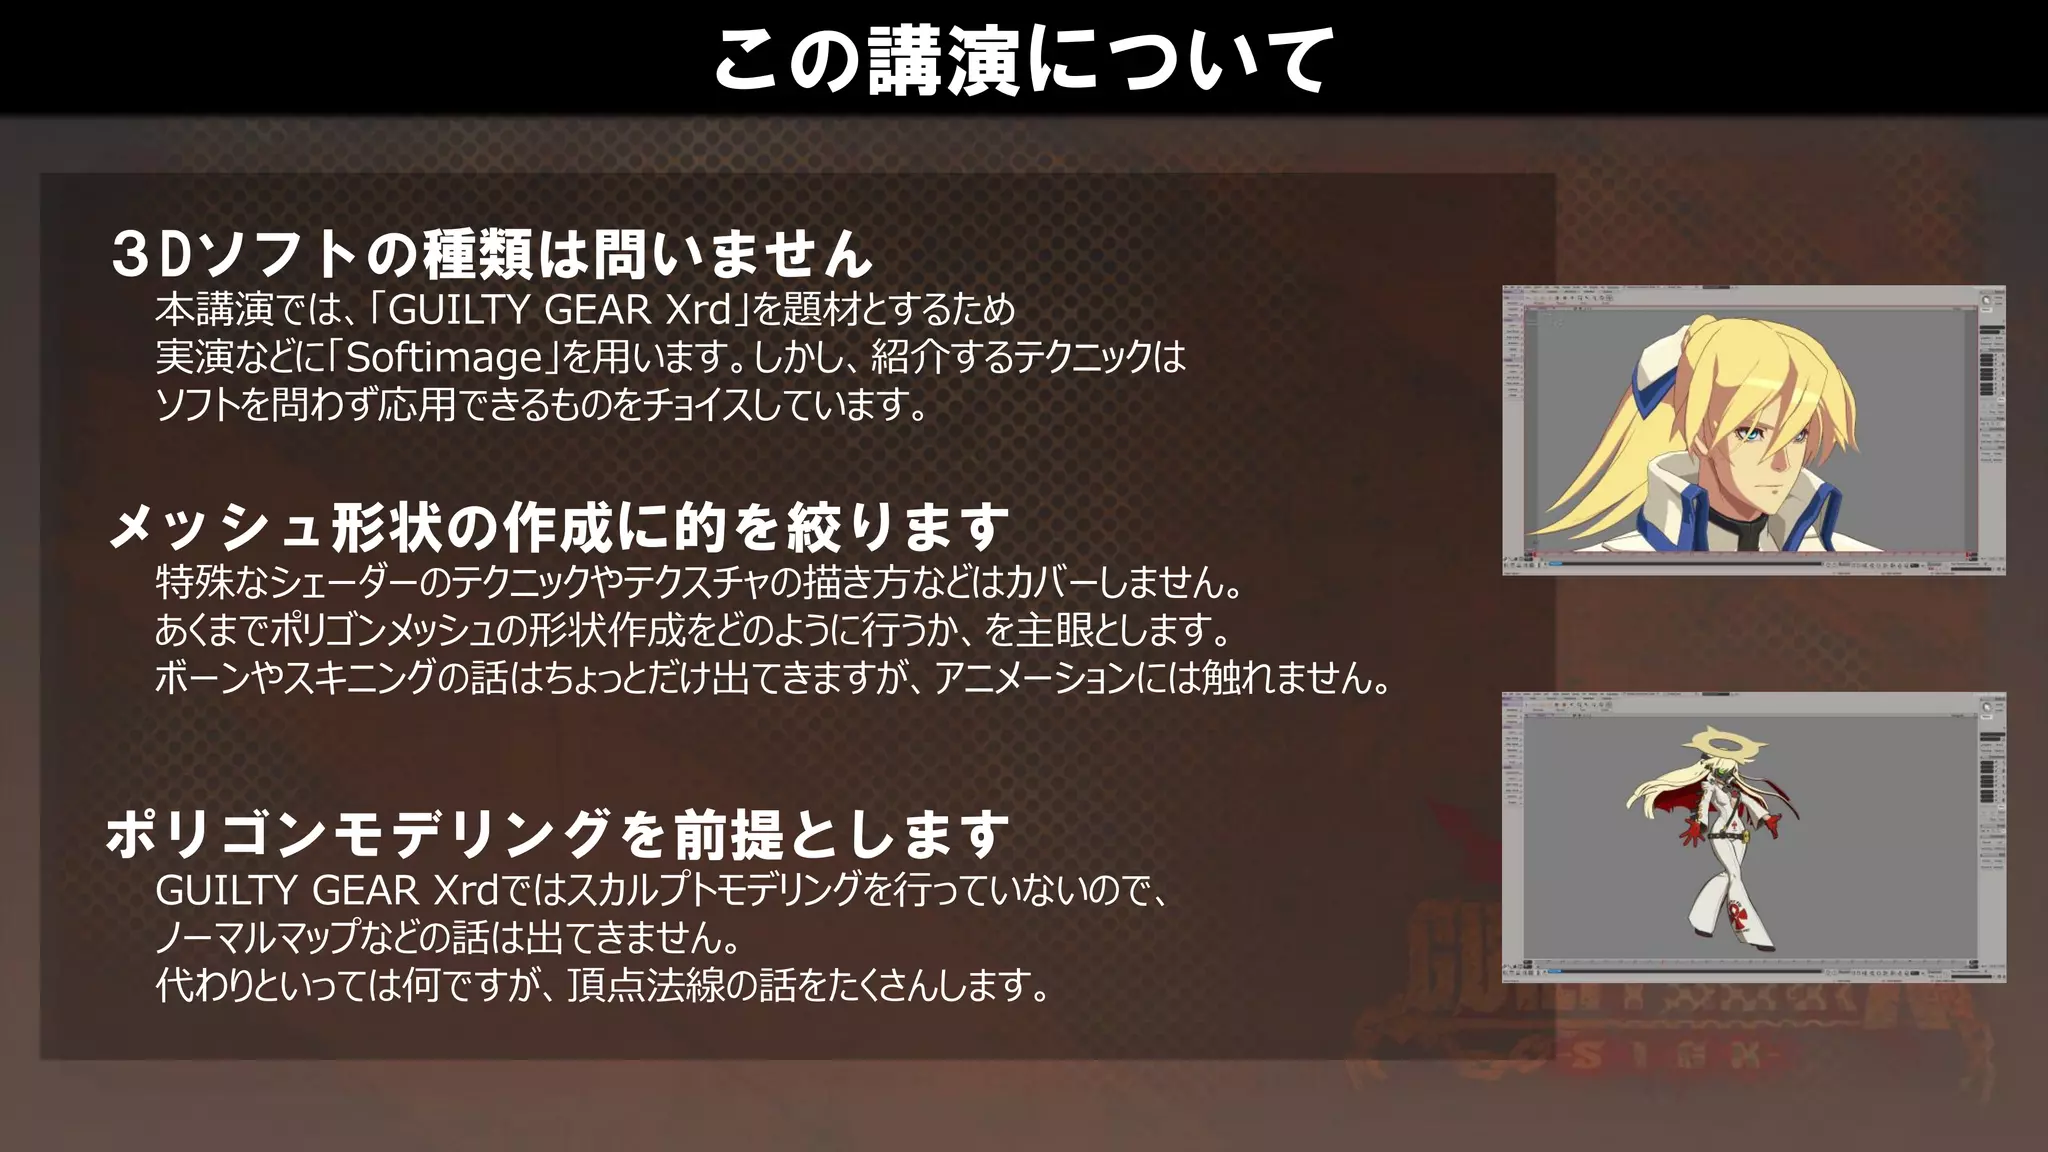 この講演について
３Dソフトの種類は問いません
本講演では、「GUILTY GEAR Xrd」を題材とするため
実演などに「Softimage」を用います。しかし、紹介するテクニックは
ソフトを問わず応用できるものをチョイスしています。
メッシュ形状の作成に的を絞ります
特殊なシェーダーのテクニックやテクスチャの描き方などはカバーしません。
あくまでポリゴンメッシュの形状作成をどのように行うか、を主眼とします。
ボーンやスキニングの話はちょっとだけ出てきますが、アニメーションには触れません。
ポリゴンモデリングを前提とします
GUILTY GEAR Xrdではスカルプトモデリングを行っていないので、
ノーマルマップなどの話は出てきません。
代わりといっては何ですが、頂点法線の話をたくさんします。